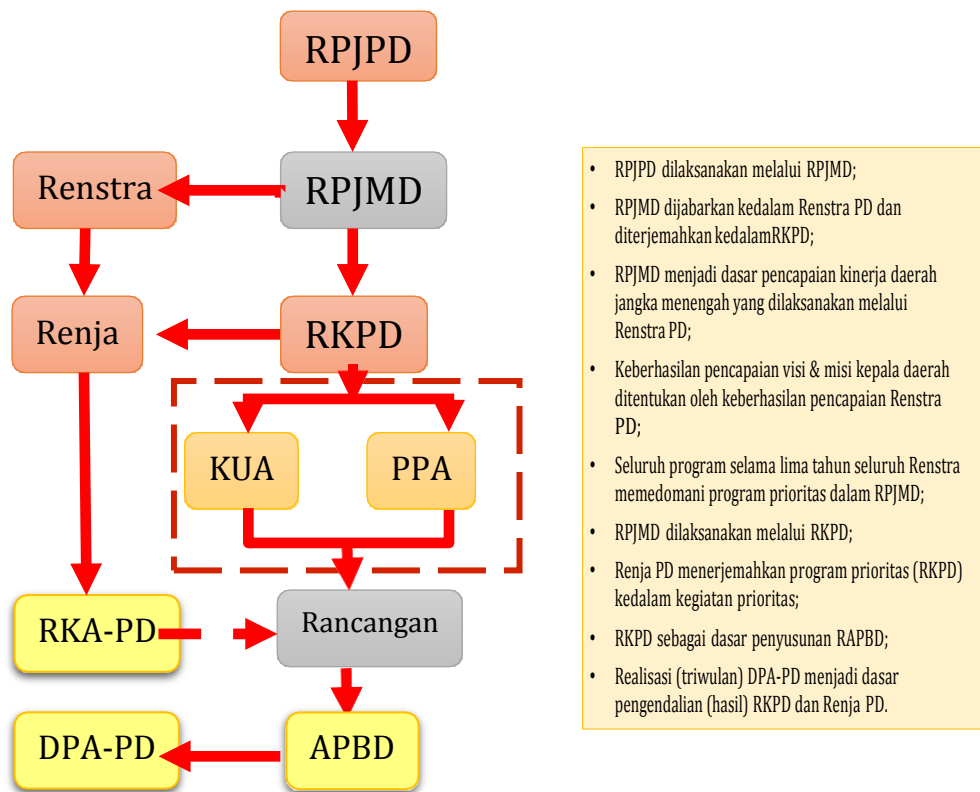 RPJPD
Renstra
RPJMD
Renja
RKPD
KUA
PPA
RKA-PD
Rancangan
DPA-PD
APBD
• RPJPD dilaksanakan melalui RPJMD;
• RPJMD dijabarkan kedalam Renstra PD dan
diterjemahkan kedalamRKPD;
• RPJMD menjadi dasar pencapaian kinerja daerah
jangka menengah yang dilaksanakan melalui
Renstra PD;
• Keberhasilan pencapaian visi & misi kepala daerah
ditentukan oleh keberhasilan pencapaian Renstra
PD;
• Seluruh program selama lima tahun seluruh Renstra
memedomani program prioritas dalam RPJMD;
• RPJMD dilaksanakan melalui RKPD;
• Renja PD menerjemahkan program prioritas (RKPD)
kedalam kegiatan prioritas;
• RKPD sebagai dasar penyusunan RAPBD;
• Realisasi (triwulan) DPA-PD menjadi dasar
pengendalian (hasil) RKPD dan Renja PD.